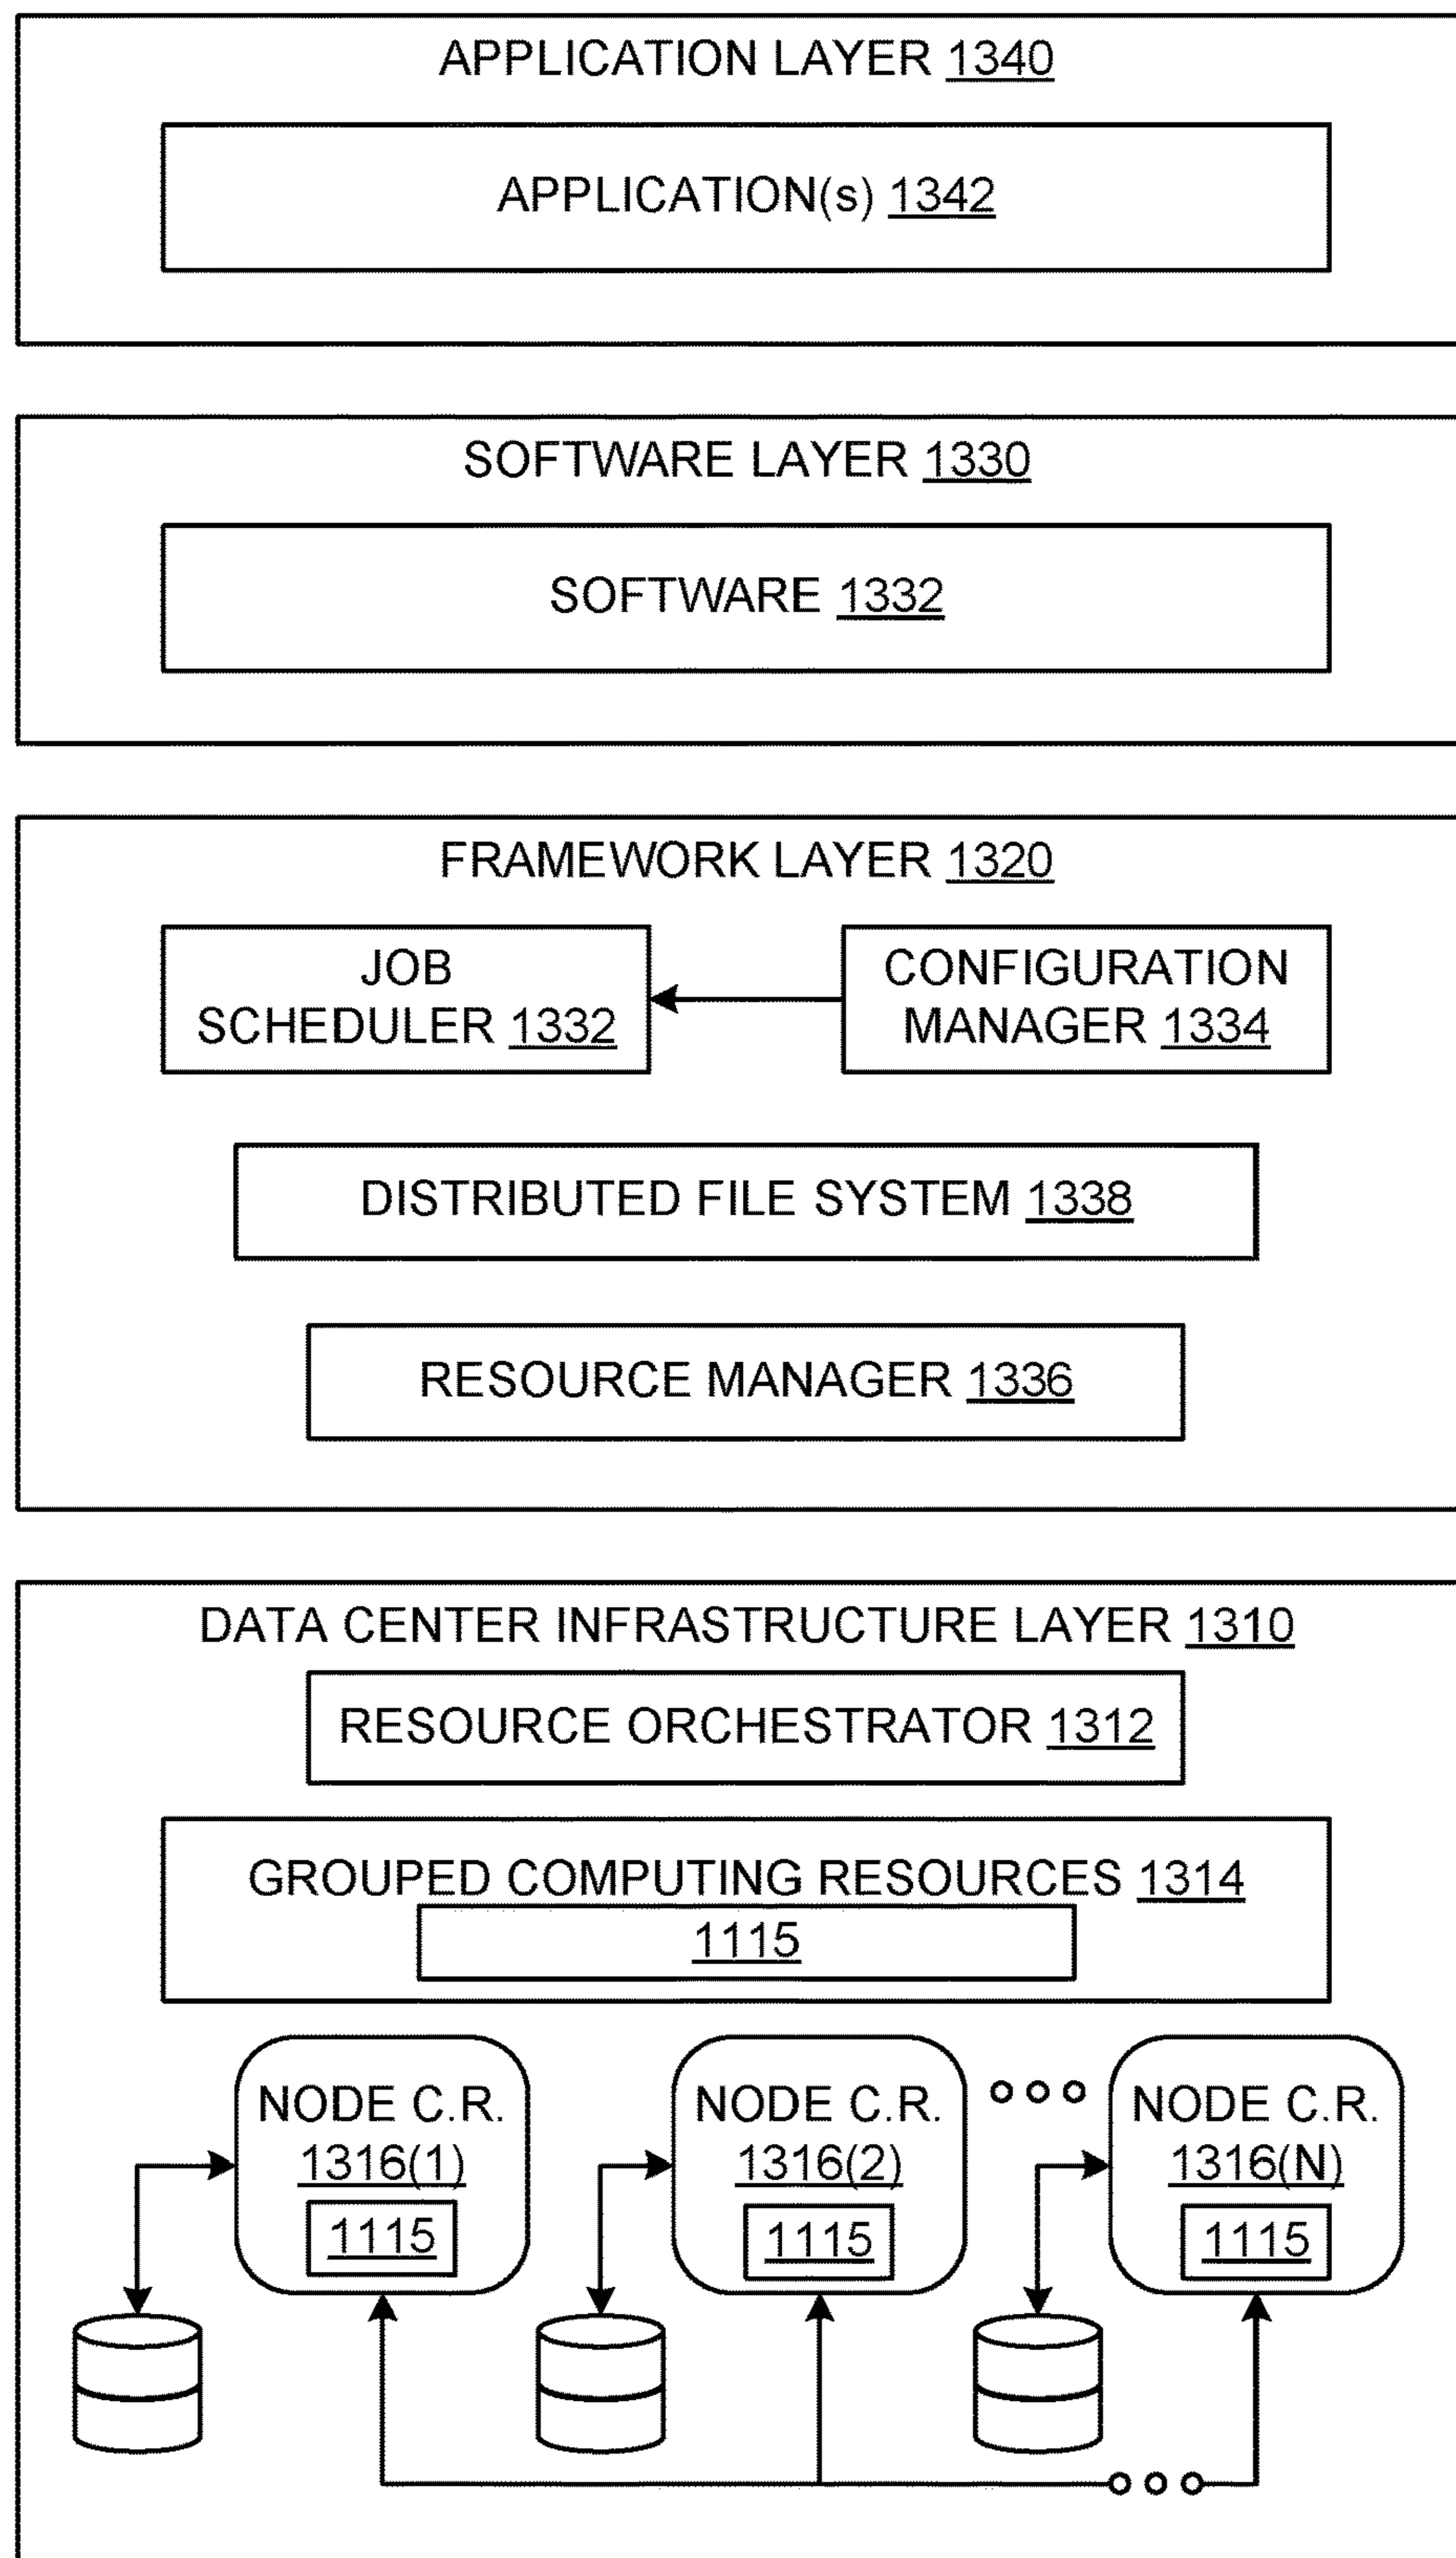 APPLICATION LAYER 1340
APPLICATION(s) 1342
SOFTWARE LAYER 1330
SOFTWARE 1332
FRAMEWORK LAYER 1320
JOB
SCHEDULER 1332
CONFIGURATION
MANAGER 1334
DISTRIBUTED FILE SYSTEM 1338
RESOURCE MANAGER 1336
DATA CENTER INFRASTRUCTURE LAYER 1310
RESOURCE ORCHESTRATOR 1312
GROUPED COMPUTING RESOURCES 1314
1115
NODE C.R.
1316(1)
1115
NODE C.R.
1316(2)
1115
NODE C.R.
1316(N)
1115